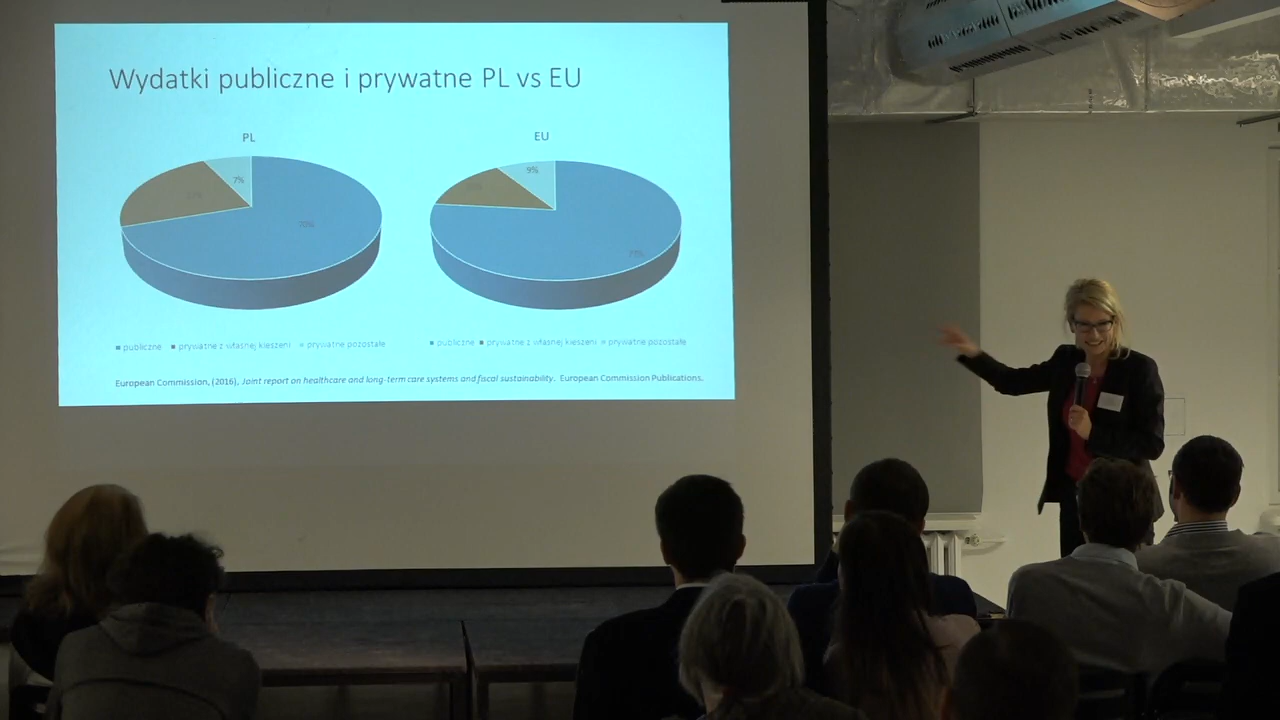 Wydatki publiczne i prywatne PL vs EU
PL
EU
7%
9%
70%
publiczne prywatne z własnej kieszeni prywatne pozostałe
publiczne prywatne z własnej kieszeni prywatne pozostałe
European Commission, (2016), Joint report on healthcare and long-term care systems and fiscal sustainability. European Commission Publications.